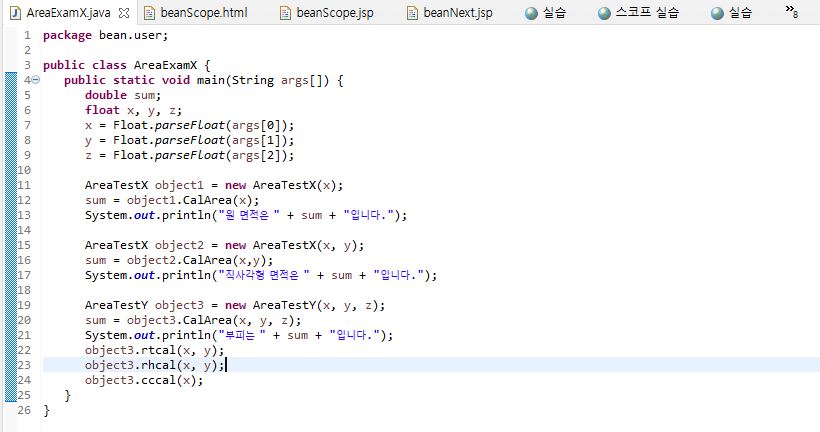 AreaExamX.java beanScope.html beanScope.jsp beanNext.jsp 실습 스코프 실습 실습 »8
1 package bean.user;
2
3 public class AreaExamX {
4 public static void main(String args[]) {
5 double sum;
6 float x, y, z;
7 x = Float.parseFloat(args[0]);
8 y = Float.parseFloat(args[1]);
9 z = Float.parseFloat(args[2]);
10
11 AreaTestX object1 = new AreaTestX(x);
12 sum = object1.CalArea(x);
13 System.out.println("원 면적은 " + sum + "입니다.");
14
15 AreaTestX object2 = new AreaTestX(x, y);
16 sum = object2.CalArea(x,y);
17 System.out.println("직사각형 면적은 " + sum + "입니다.");
18
19 AreaTestY object3 = new AreaTestY(x, y, z);
20 sum = object3.CalArea(x, y, z);
21 System.out.println("부피는 " + sum + "입니다.");
22 object3.rtcal(x, y);
23 object3.rhcal(x, y);
24 object3.cccal(x);
25 }
26 }